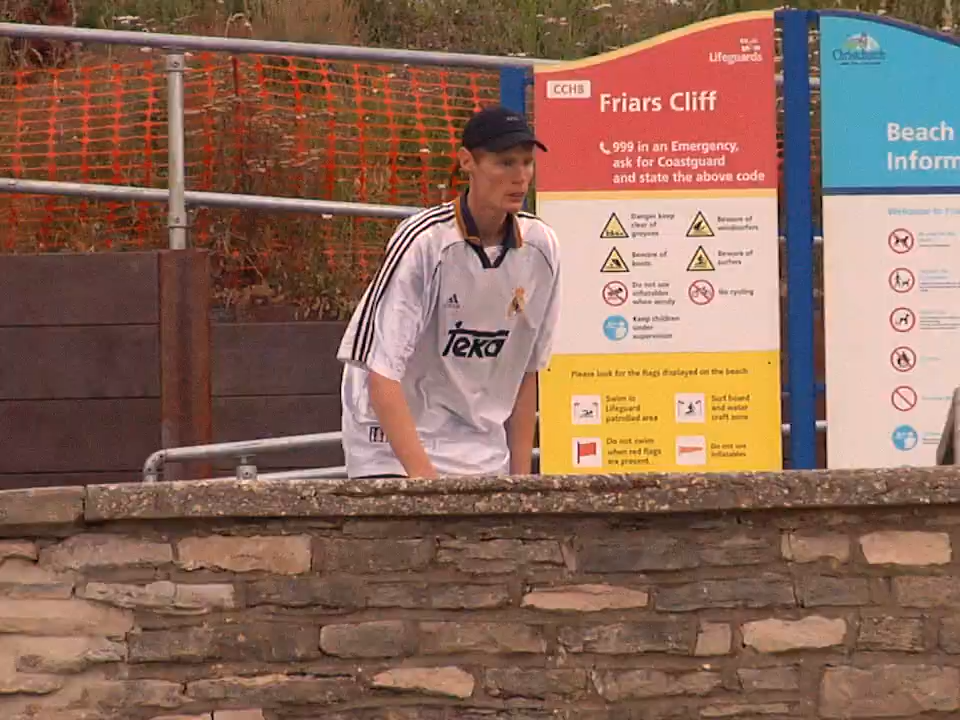 Lifeguards
CCHB
Friars Cliff
999 in an Emergency,
ask for Coastguard
and state the above code
Danger keep
clear of
groynes
Beware of
windsurfers
Beware of
boats
Beware of
surfers
Do not use
inflatables
when windy
No cycling
Keep children
under
supervision
Please look for the flags displayed on the beach
Swim in
lifeguard
patrolled area
Surf board
and water
craft zone
Do not swim
when red flags
are present
Do not use
inflatables
Christchurch
Beach
Inform
Welcome to
adidas
Teka